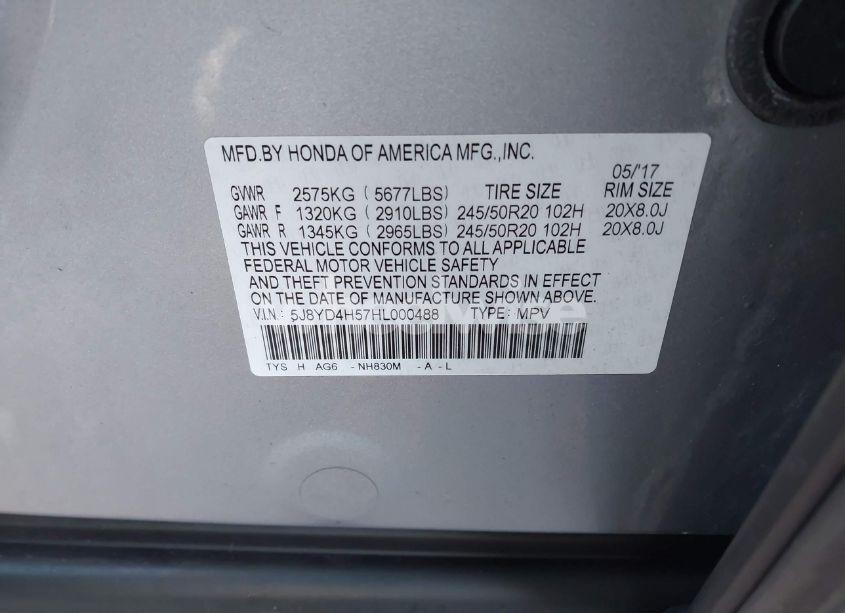 MFD.BY HONDA OF AMERICA MFG.,INC.
05/'17
GVWR 2575KG (5677LBS) TIRE SIZE RIM SIZE
GAWR F 1320KG (2910LBS) 245/50R20 102H 20X8.0J
GAWR R 1345KG (2965LBS) 245/50R20 102H 20X8.0J
THIS VEHICLE CONFORMS TO ALL APPLICABLE
FEDERAL MOTOR VEHICLE SAFETY
AND THEFT PREVENTION STANDARDS IN EFFECT
ON THE DATE OF MANUFACTURE SHOWN ABOVE.
V.I.N.: 5J8YD4H57HL000488 TYPE: MPV
TYS H AG6 -NH830M -A -L